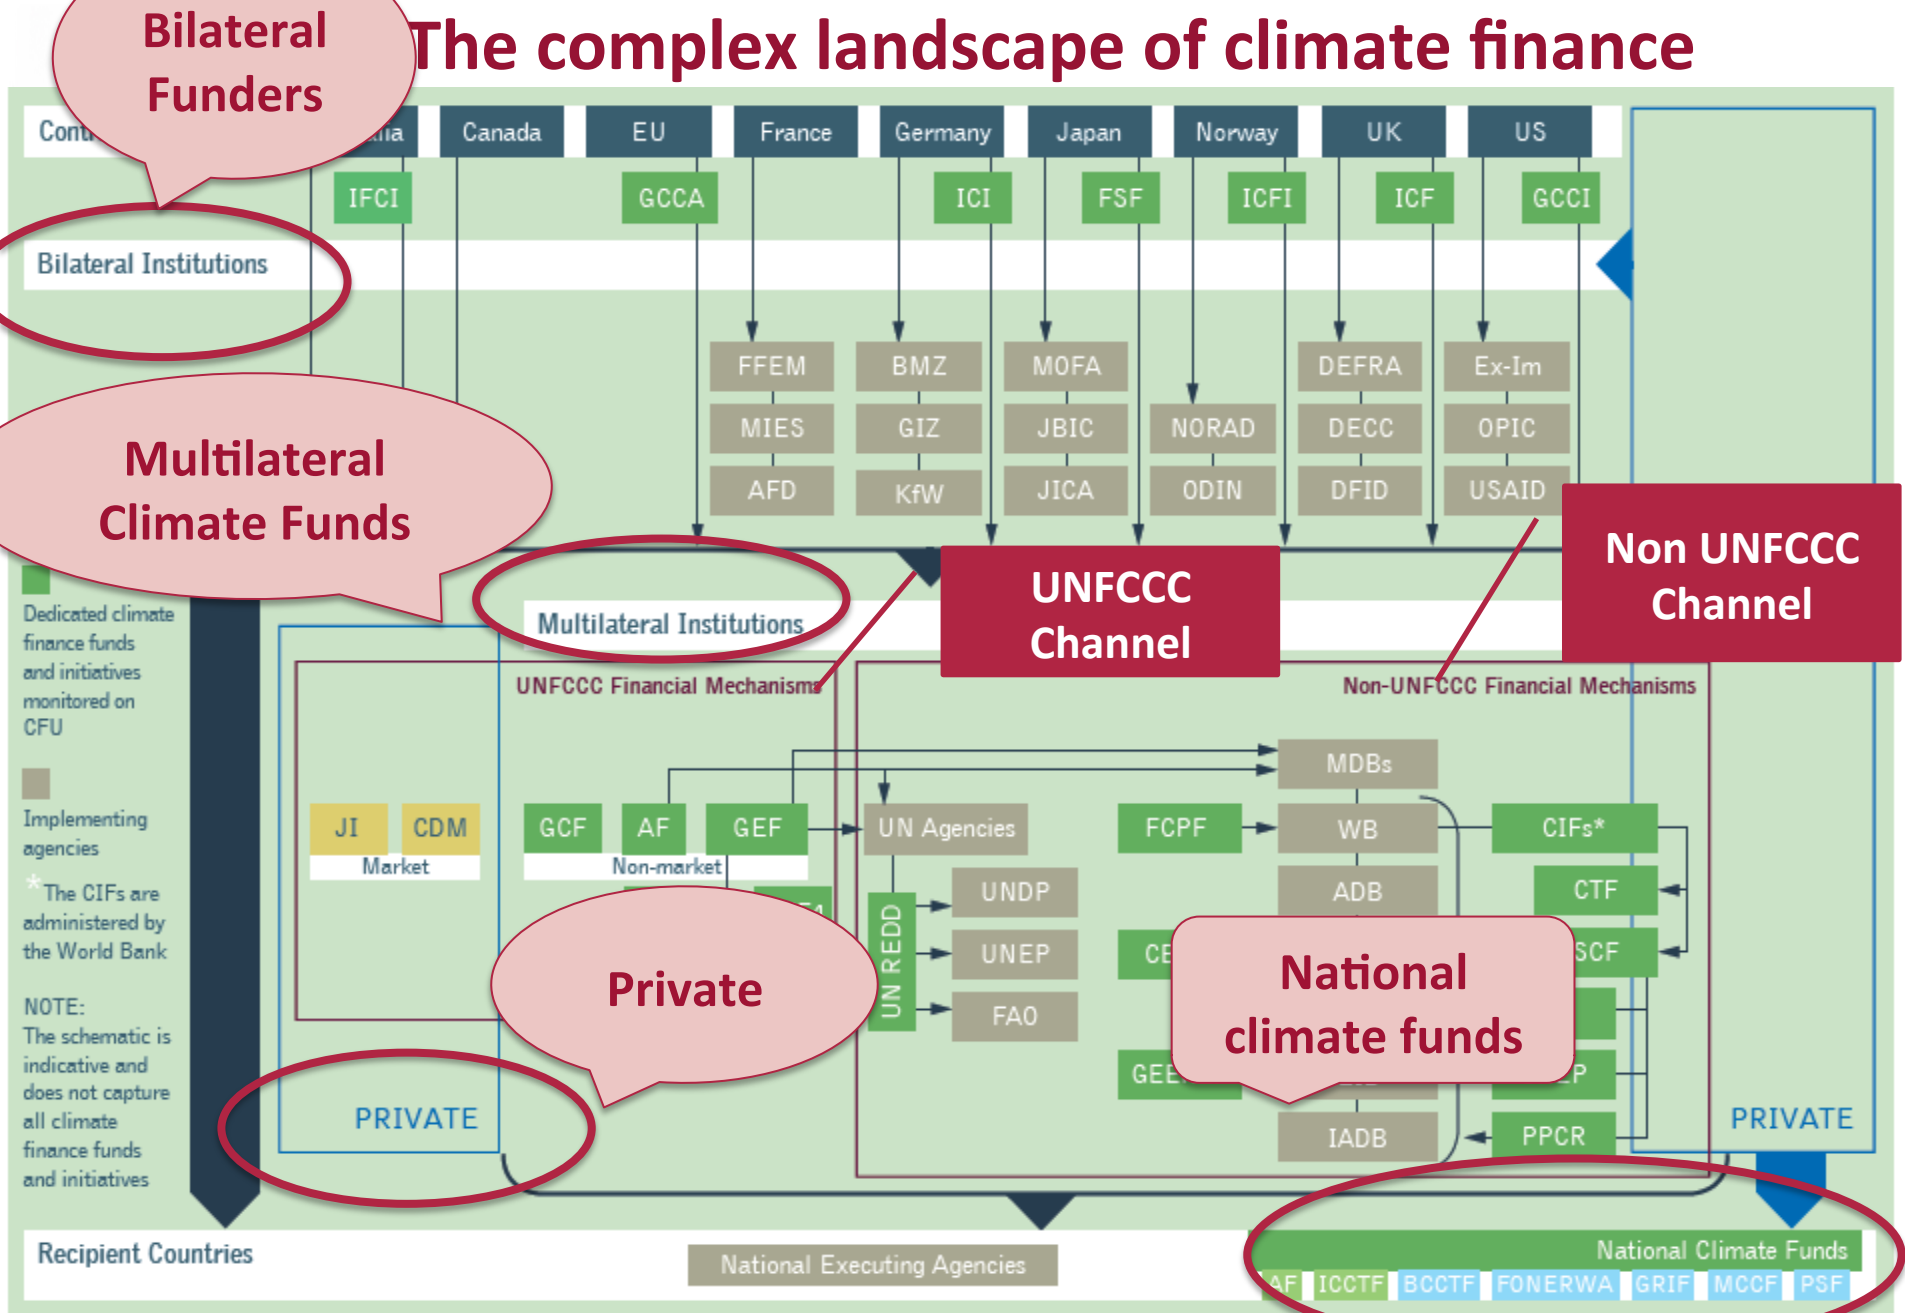 Bilateral
Funders
The complex landscape of climate finance
Canada
EU
France
Germany
Japan
Norway
UK
US
IFCI
GCCA
ICI
FSF
ICFI
ICF
GCCI
Bilateral Institutions
FFEM
BMZ
MOFA
DEFRA
Ex-Im
MIES
GIZ
JBIC
NORAD
DECC
OPIC
AFD
KfW
JICA
ODIN
DFID
USAID
Multilateral
Climate Funds
UNFCCC
Channel
Non UNFCCC
Channel
Dedicated climate
finance funds
and initiatives
monitored on
CFU
Implementing
agencies
*The CIFs are
administered by
the World Bank
NOTE:
The schematic is
indicative and
does not capture
all climate
finance funds
and initiatives
Multilateral Institutions
UNFCCC Financial Mechanisms
Non-UNFCCC Financial Mechanisms
MDBs
JI
CDM
Market
GCF
AF
GEF
Non-market
UN Agencies
FCPF
WB
CIFs*
UNDP
ADB
CTF
UN REDD
UNEP
SCF
FAO
Private
National
climate funds
IADB
PPCR
PRIVATE
PRIVATE
Recipient Countries
National Executing Agencies
National Climate Funds
AF
ICCTF
BCCTF
FONERWA
GRIF
MCCF
PSF